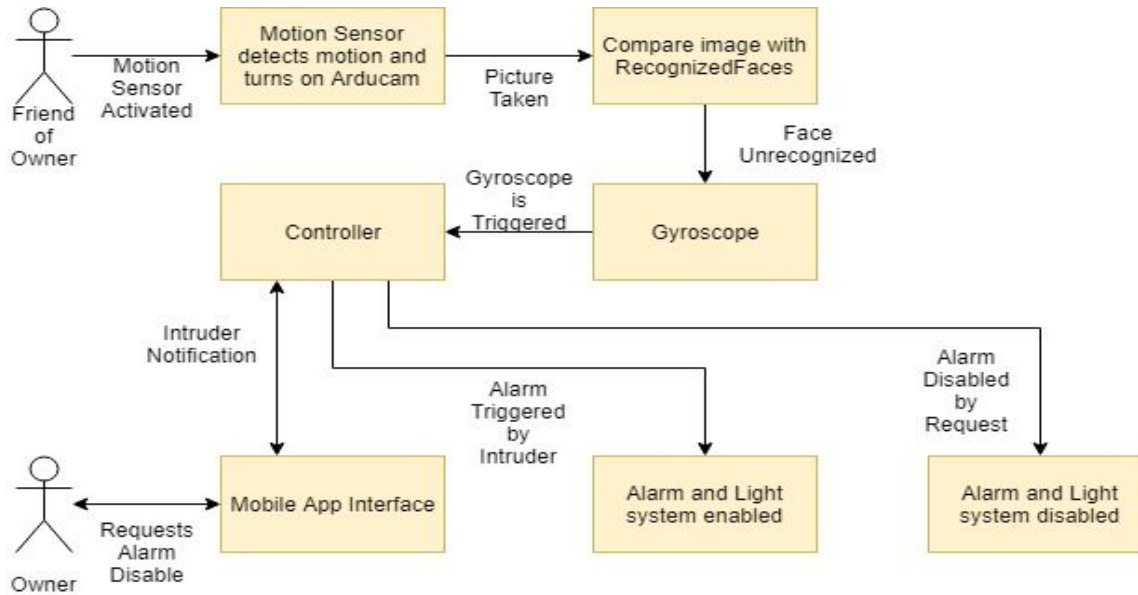 Motion Sensor
detects motion and
turns on Arducam
Compare image with
RecognizedFaces
Motion
Sensor
Activated
Picture
Taken
Friend
of
Owner
Face
Unrecognized
Gyroscope
is
Triggered
Controller
Gyroscope
Intruder
Notification
Alarm
Triggered
by
Intruder
Alarm
Disabled
by
Request
Mobile App Interface
Alarm and Light
system enabled
Alarm and Light
system disabled
Requests
Alarm
Disable
Owner